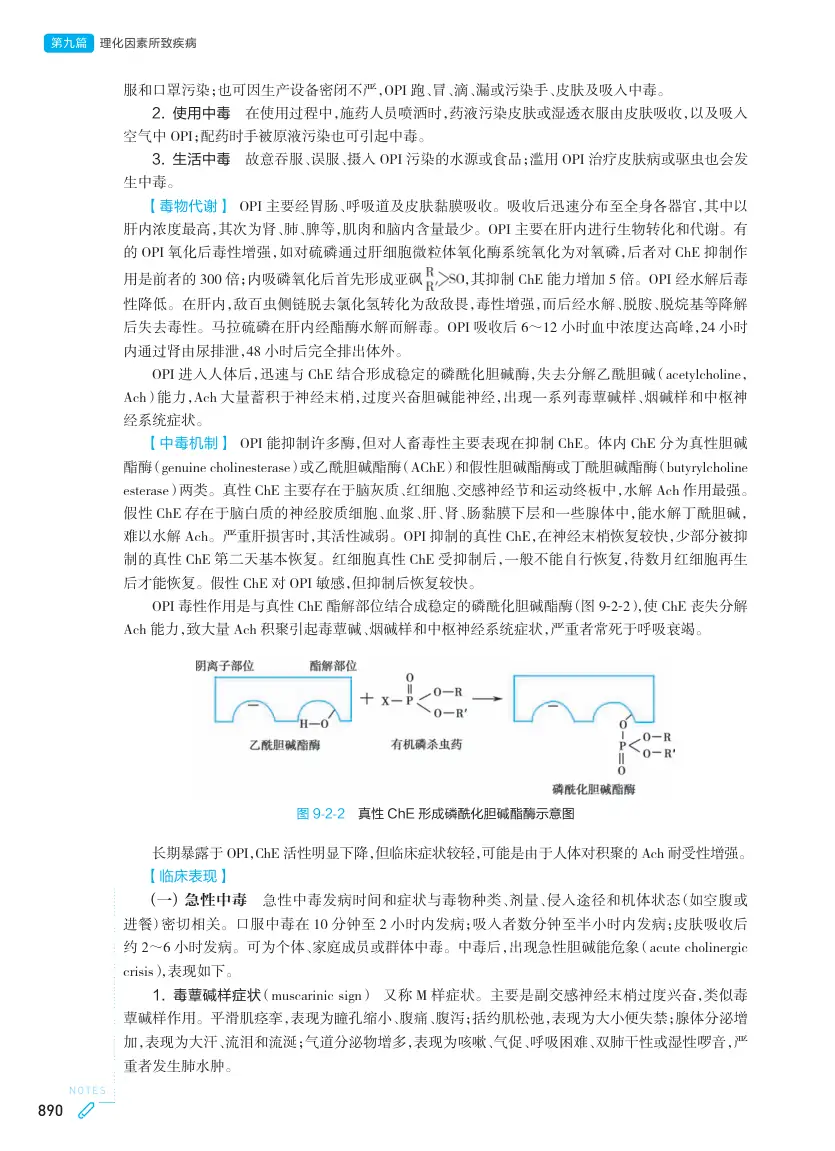 第九篇 理化因素所致疾病
服和口罩污染;也可因生产设备密闭不严,OPI 跑、冒、滴、漏或污染手、皮肤及吸入中毒。
2. 使用中毒 在使用过程中,施药人员喷洒时,药液污染皮肤或湿透衣服由皮肤吸收,以及吸入
空气中 OPI;配药时手被原液污染也可引起中毒。
3. 生活中毒 故意吞服、误服、摄入 OPI 污染的水源或食品;滥用 OPI 治疗皮肤病或驱虫也会发
生中毒。
【毒物代谢】 OPI 主要经胃肠、呼吸道及皮肤黏膜吸收。吸收后迅速分布至全身各器官,其中以
肝内浓度最高,其次为肾、肺、脾等,肌肉和脑内含量最少。OPI 主要在肝内进行生物转化和代谢。有
的 OPI 氧化后毒性增强,如对硫磷通过肝细胞微粒体氧化酶系统氧化为对氧磷,后者对 ChE 抑制作
用是前者的 300 倍;内吸磷氧化后首先形成亚砜 R R′>SO,其抑制 ChE 能力增加 5 倍。OPI 经水解后毒
性降低。在肝内,敌百虫侧链脱去氯化氢转化为敌敌畏,毒性增强,而后经水解、脱胺、脱烷基等降解
后失去毒性。马拉硫磷在肝内经酯酶水解而解毒。OPI 吸收后 6～12 小时血中浓度达高峰,24 小时
内通过肾由尿排泄,48 小时后完全排出体外。
OPI 进入人体后,迅速与 ChE 结合形成稳定的磷酰化胆碱酯酶,失去分解乙酰胆碱(acetylcholine,
Ach)能力,Ach 大量蓄积于神经末梢,过度兴奋胆碱能神经,出现一系列毒蕈碱样、烟碱样和中枢神
经系统症状。
【中毒机制】 OPI 能抑制许多酶,但对人畜毒性主要表现在抑制 ChE。体内 ChE 分为真性胆碱
酯酶(genuine cholinesterase)或乙酰胆碱酯酶(AChE)和假性胆碱酯酶或丁酰胆碱酯酶(butyrylcholine
esterase)两类。真性 ChE 主要存在于脑灰质、红细胞、交感神经节和运动终板中,水解 Ach 作用最强。
假性 ChE 存在于脑白质的神经胶质细胞、血浆、肝、肾、肠黏膜下层和一些腺体中,能水解丁酰胆碱,
难以水解 Ach。严重肝损害时,其活性减弱。OPI 抑制的真性 ChE,在神经末梢恢复较快,少部分被抑
制的真性 ChE 第二天基本恢复。红细胞真性 ChE 受抑制后,一般不能自行恢复,待数月红细胞再生
后才能恢复。假性 ChE 对 OPI 敏感,但抑制后恢复较快。
OPI 毒性作用是与真性 ChE 酯解部位结合成稳定的磷酰化胆碱酯酶(图 9-2-2),使 ChE 丧失分解
Ach 能力,致大量 Ach 积聚引起毒蕈碱、烟碱样和中枢神经系统症状,严重者常死于呼吸衰竭。
阴离子部位 酯解部位
O
+ X—P O—R
O—R′
H—O
O
P O—R
O—R′
O
乙酰胆碱酯酶 有机磷杀虫药
磷酰化胆碱酯酶
图 9-2-2 真性 ChE 形成磷酰化胆碱酯酶示意图
长期暴露于 OPI,ChE 活性明显下降,但临床症状较轻,可能是由于人体对积聚的 Ach 耐受性增强。
【临床表现】
(一) 急性中毒 急性中毒发病时间和症状与毒物种类、剂量、侵入途径和机体状态(如空腹或
进餐)密切相关。口服中毒在 10 分钟至 2 小时内发病;吸入者数分钟至半小时内发病;皮肤吸收后
约 2～6 小时发病。可为个体、家庭成员或群体中毒。中毒后,出现急性胆碱能危象(acute cholinergic
crisis),表现如下。
1. 毒蕈碱样症状(muscarinic sign) 又称 M 样症状。主要是副交感神经末梢过度兴奋,类似毒
蕈碱样作用。平滑肌痉挛,表现为瞳孔缩小、腹痛、腹泻;括约肌松弛,表现为大小便失禁;腺体分泌增
加,表现为大汗、流泪和流涎;气道分泌物增多,表现为咳嗽、气促、呼吸困难、双肺干性或湿性啰音,严
重者发生肺水肿。
NOTES
890